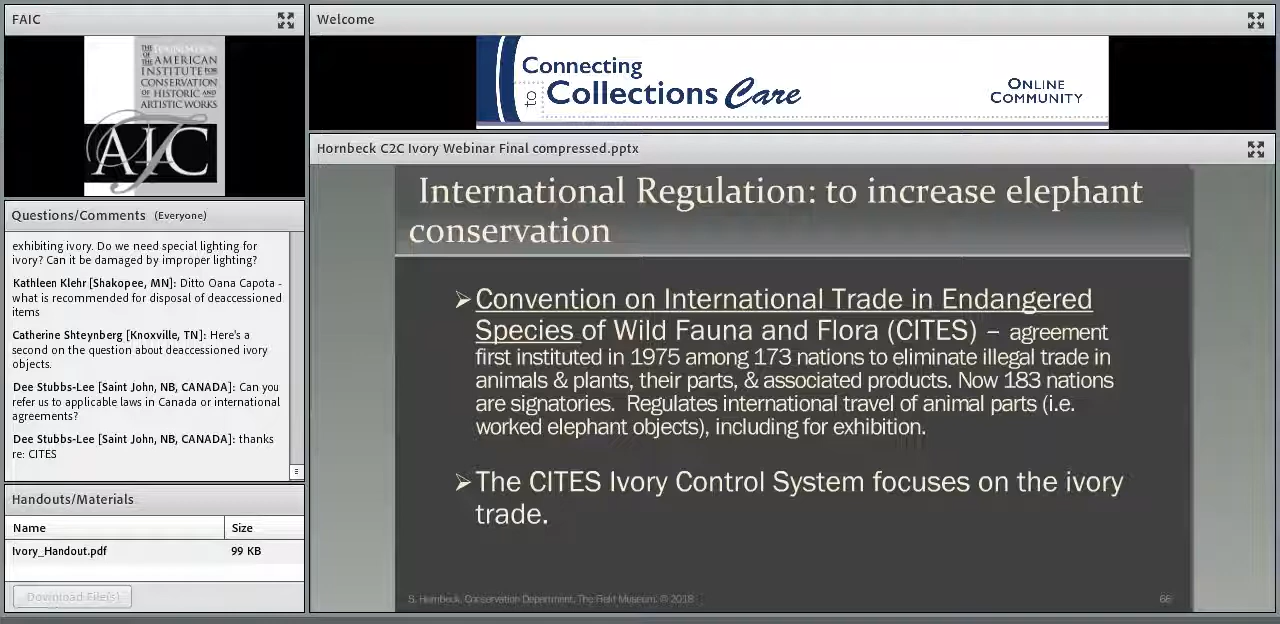 FAIC
THE FOUNDATION
OF THE AMERICAN
INSTITUTE FOR
CONSERVATION
OF HISTORIC AND
ARTISTIC WORKS
AIC
Questions/Comments (Everyone)
exhibiting ivory. Do we need special lighting for
ivory? Can it be damaged by improper lighting?
Kathleen Klehr [Shakopee, MN]: Ditto Oana Capota -
what is recommended for disposal of deaccessioned
items
Catherine Shteynberg [Knoxville, TN]: Here's a
second on the question about deaccessioned ivory
objects.
Dee Stubbs-Lee [Saint John, NB, CANADA]: Can you
refer us to applicable laws in Canada or international
agreements?
Dee Stubbs-Lee [Saint John, NB, CANADA]: thanks
re: CITES
Handouts/Materials
Name Size
Ivory_Handout.pdf 99 KB
Download File(s)
Welcome
Connecting
to Collections Care
ONLINE
COMMUNITY
Hornbeck C2C Ivory Webinar Final compressed.pptx
International Regulation: to increase elephant
conservation
➢Convention on International Trade in Endangered
Species of Wild Fauna and Flora (CITES) – agreement
first instituted in 1975 among 173 nations to eliminate illegal trade in
animals & plants, their parts, & associated products. Now 183 nations
are signatories. Regulates international travel of animal parts (i.e.
worked elephant objects), including for exhibition.
➢The CITES Ivory Control System focuses on the ivory
trade.
S. Hornbeck, Conservation Department, The Field Museum. © 2018